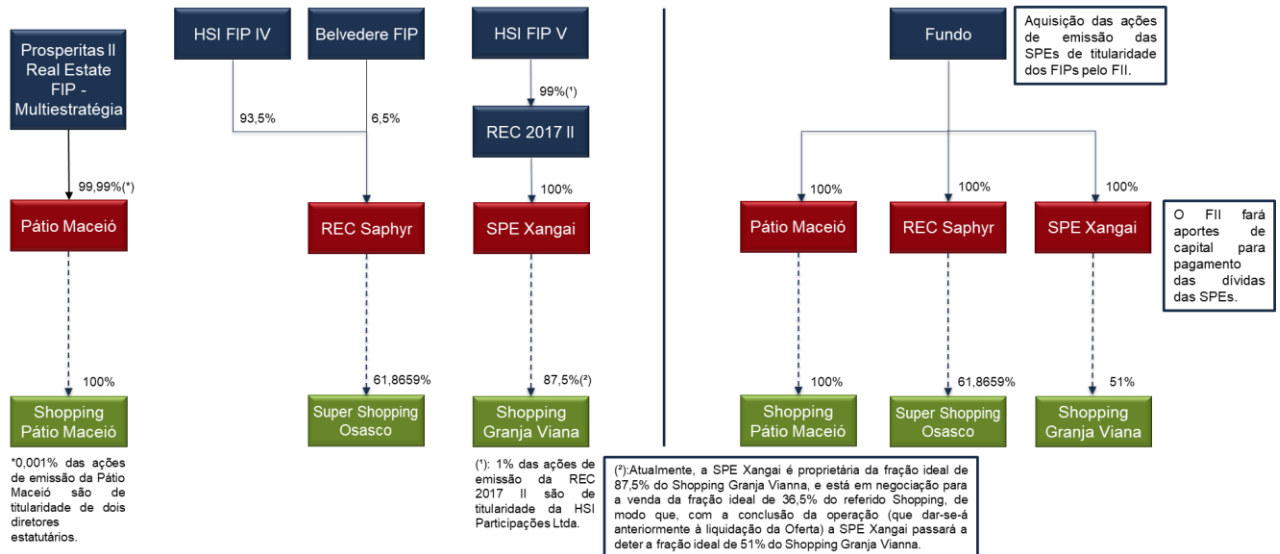 Prosperitas II
Real Estate
FIP -
Multiestratégia
HSI FIP IV
Belvedere FIP
HSI FIP V
99%(¹)
93,5%
6,5%
REC 2017 II
99,99%(*)
100%
Pátio Maceió
REC Saphyr
SPE Xangai
100%
61,8659%
87,5%(²)
Shopping
Pátio Maceió
Super Shopping
Osasco
Shopping
Granja Viana
*0,001% das ações
de emissão da Pátio
Maceió são de
titularidade de dois
diretores
estatutários.
(¹): 1% das ações de
emissão da REC
2017 II são de
titularidade da HSI
Participações Ltda.
Fundo
Aquisição das ações
de emissão das
SPEs de titularidade
dos FIPs pelo FII.
100%
100%
100%
Pátio Maceió
REC Saphyr
SPE Xangai
O FII fará
aportes de
capital para
pagamento
das dívidas
das SPEs.
100%
61,8659%
51%
Shopping
Pátio Maceió
Super Shopping
Osasco
Shopping
Granja Viana
(²):Atualmente, a SPE Xangai é proprietária da fração ideal de
87,5% do Shopping Granja Vianna, e está em negociação para
a venda da fração ideal de 36,5% do referido Shopping, de
modo que, com a conclusão da operação (que dar-se-á
anteriormente à liquidação da Oferta) a SPE Xangai passará a
deter a fração ideal de 51% do Shopping Granja Vianna.